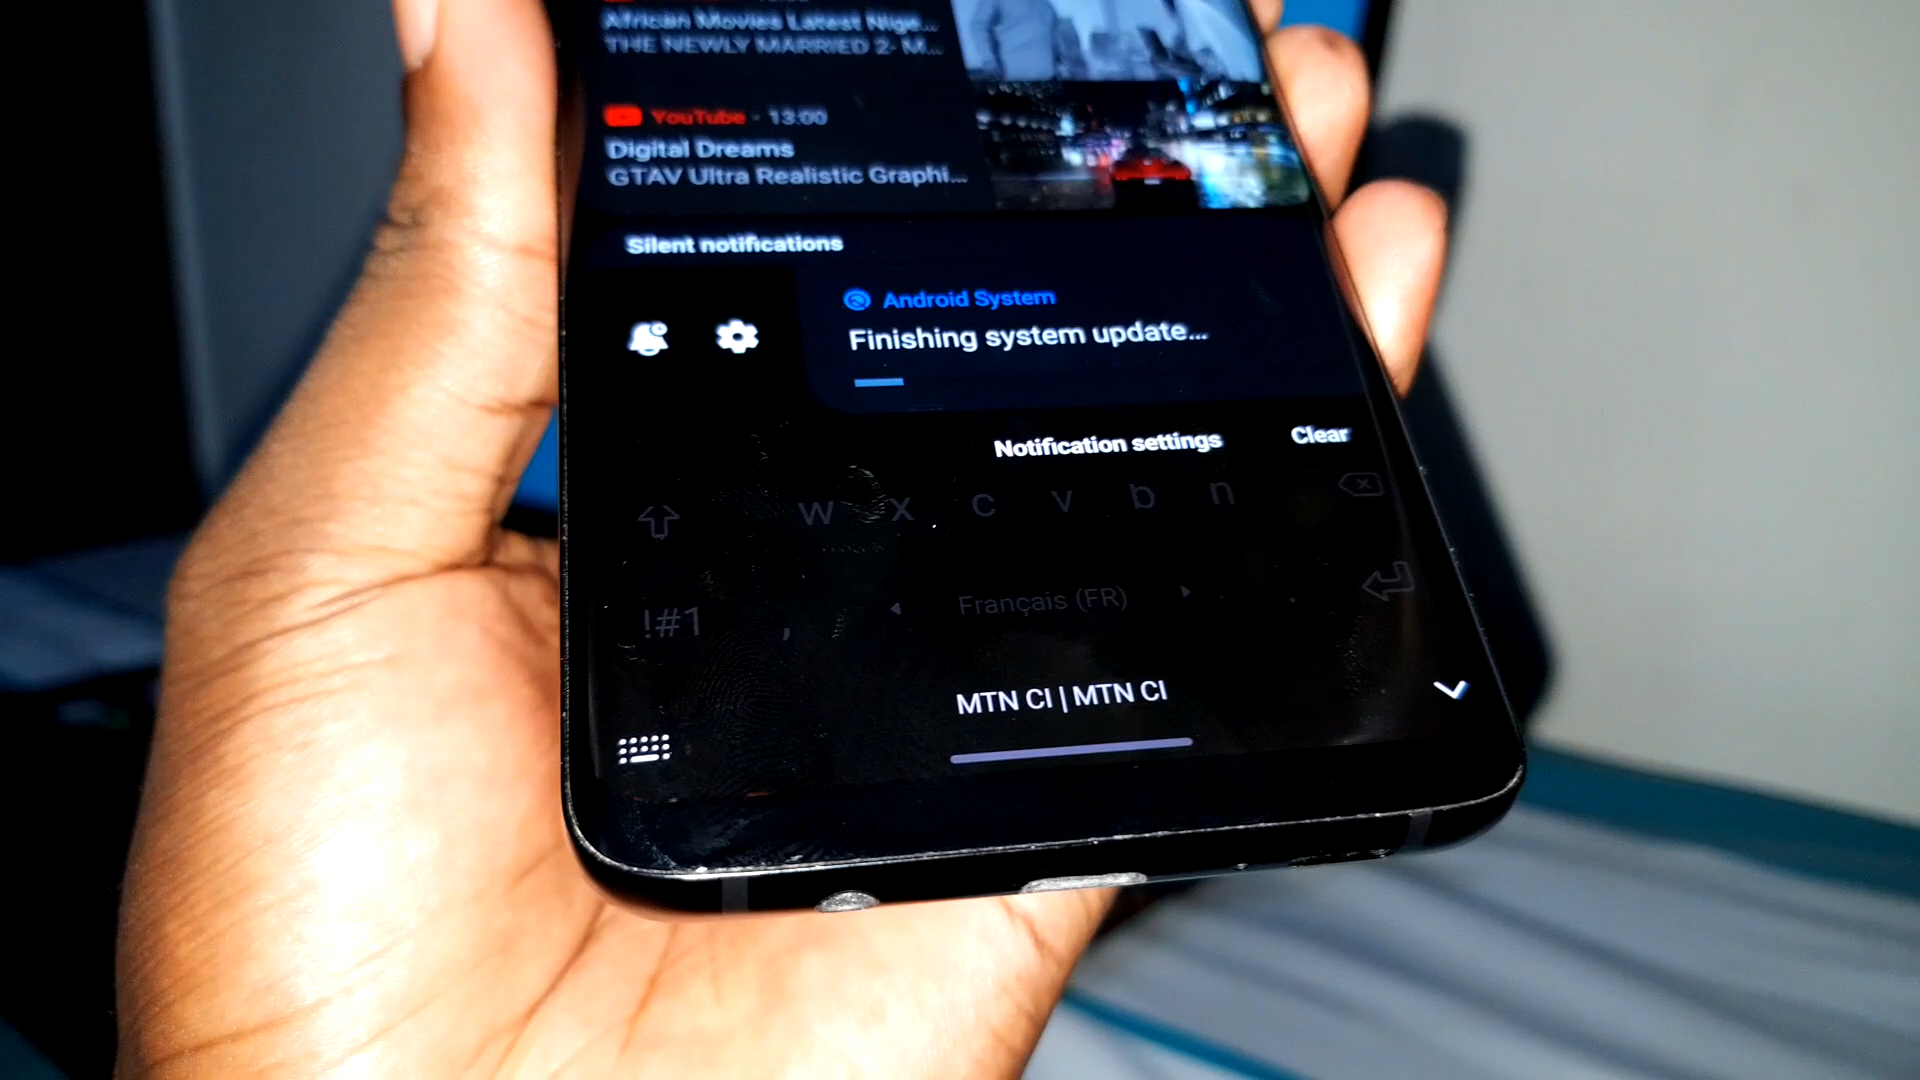 African Movies Latest Nige...
THE NEWLY MARRIED 2- M...
YouTube · 13:00
Digital Dreams
GTAV Ultra Realistic Graphi...
Silent notifications
Android System
Finishing system update...
Notification settings Clear
w x c v b n
!#1 , Français (FR) .
MTN CI | MTN CI